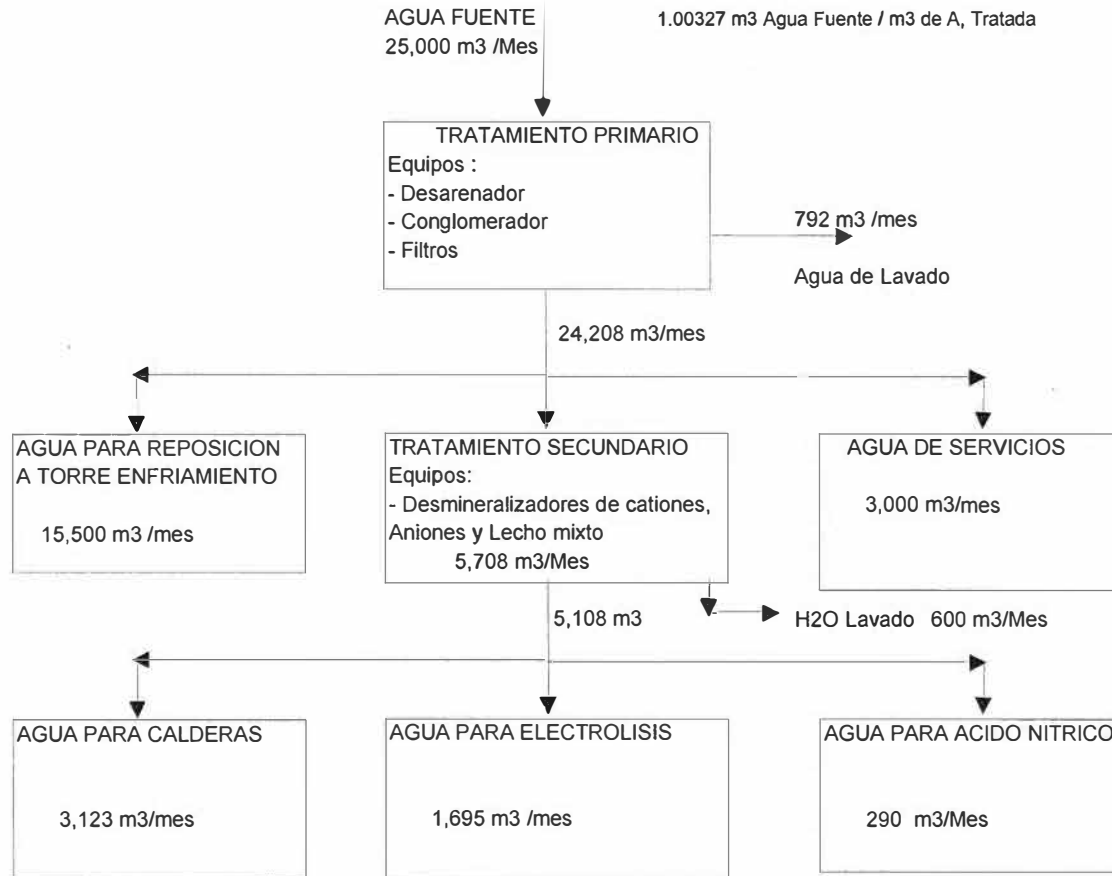 AGUA FUENTE
25,000 m3 /Mes
1.00327 m3 Agua Fuente / m3 de A, Tratada
TRATAMIENTO PRIMARIO
Equipos :
- Desarenador
- Conglomerador
- Filtros
792 m3 /mes
Agua de Lavado
24,208 m3/mes
AGUA PARA REPOSICION
A TORRE ENFRIAMIENTO
15,500 m3 /mes
TRATAMIENTO SECUNDARIO
Equipos:
- Desmineralizadores de cationes,
Aniones y Lecho mixto
5,708 m3/Mes
AGUA DE SERVICIOS
3,000 m3/mes
5,108 m3
H2O Lavado 600 m3/Mes
AGUA PARA CALDERAS
3,123 m3/mes
AGUA PARA ELECTROLISIS
1,695 m3 /mes
AGUA PARA ACIDO NITRICO
290 m3/Mes